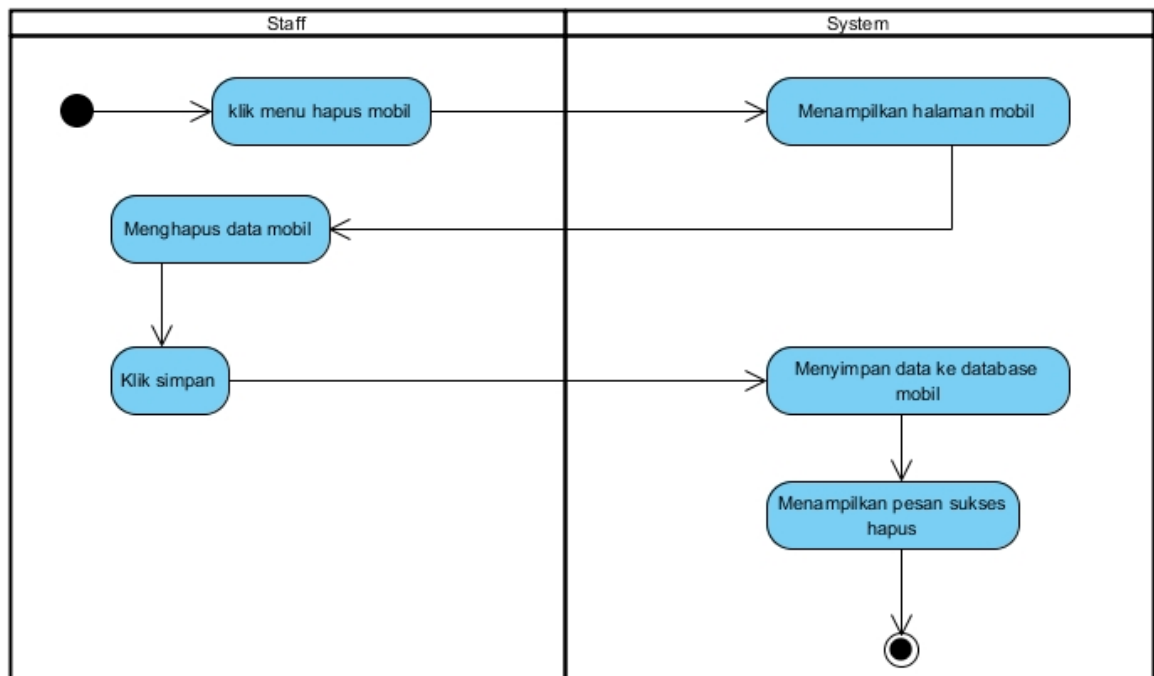 Staff
System
klik menu hapus mobil
Menampilkan halaman mobil
Menghapus data mobil
Klik simpan
Menyimpan data ke database
mobil
Menampilkan pesan sukses
hapus